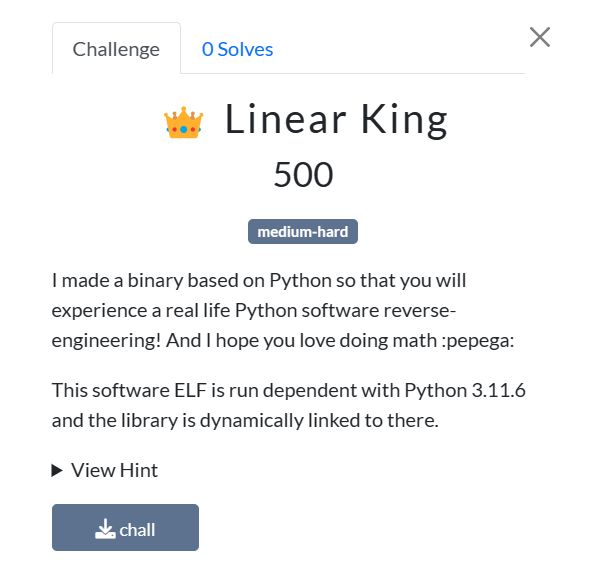 Challenge
0 Solves
Linear King
500
medium-hard
I made a binary based on Python so that you will
experience a real life Python software reverse-
engineering! And I hope you love doing math :pepega:
This software ELF is run dependent with Python 3.11.6
and the library is dynamically linked to there.
View Hint
chall